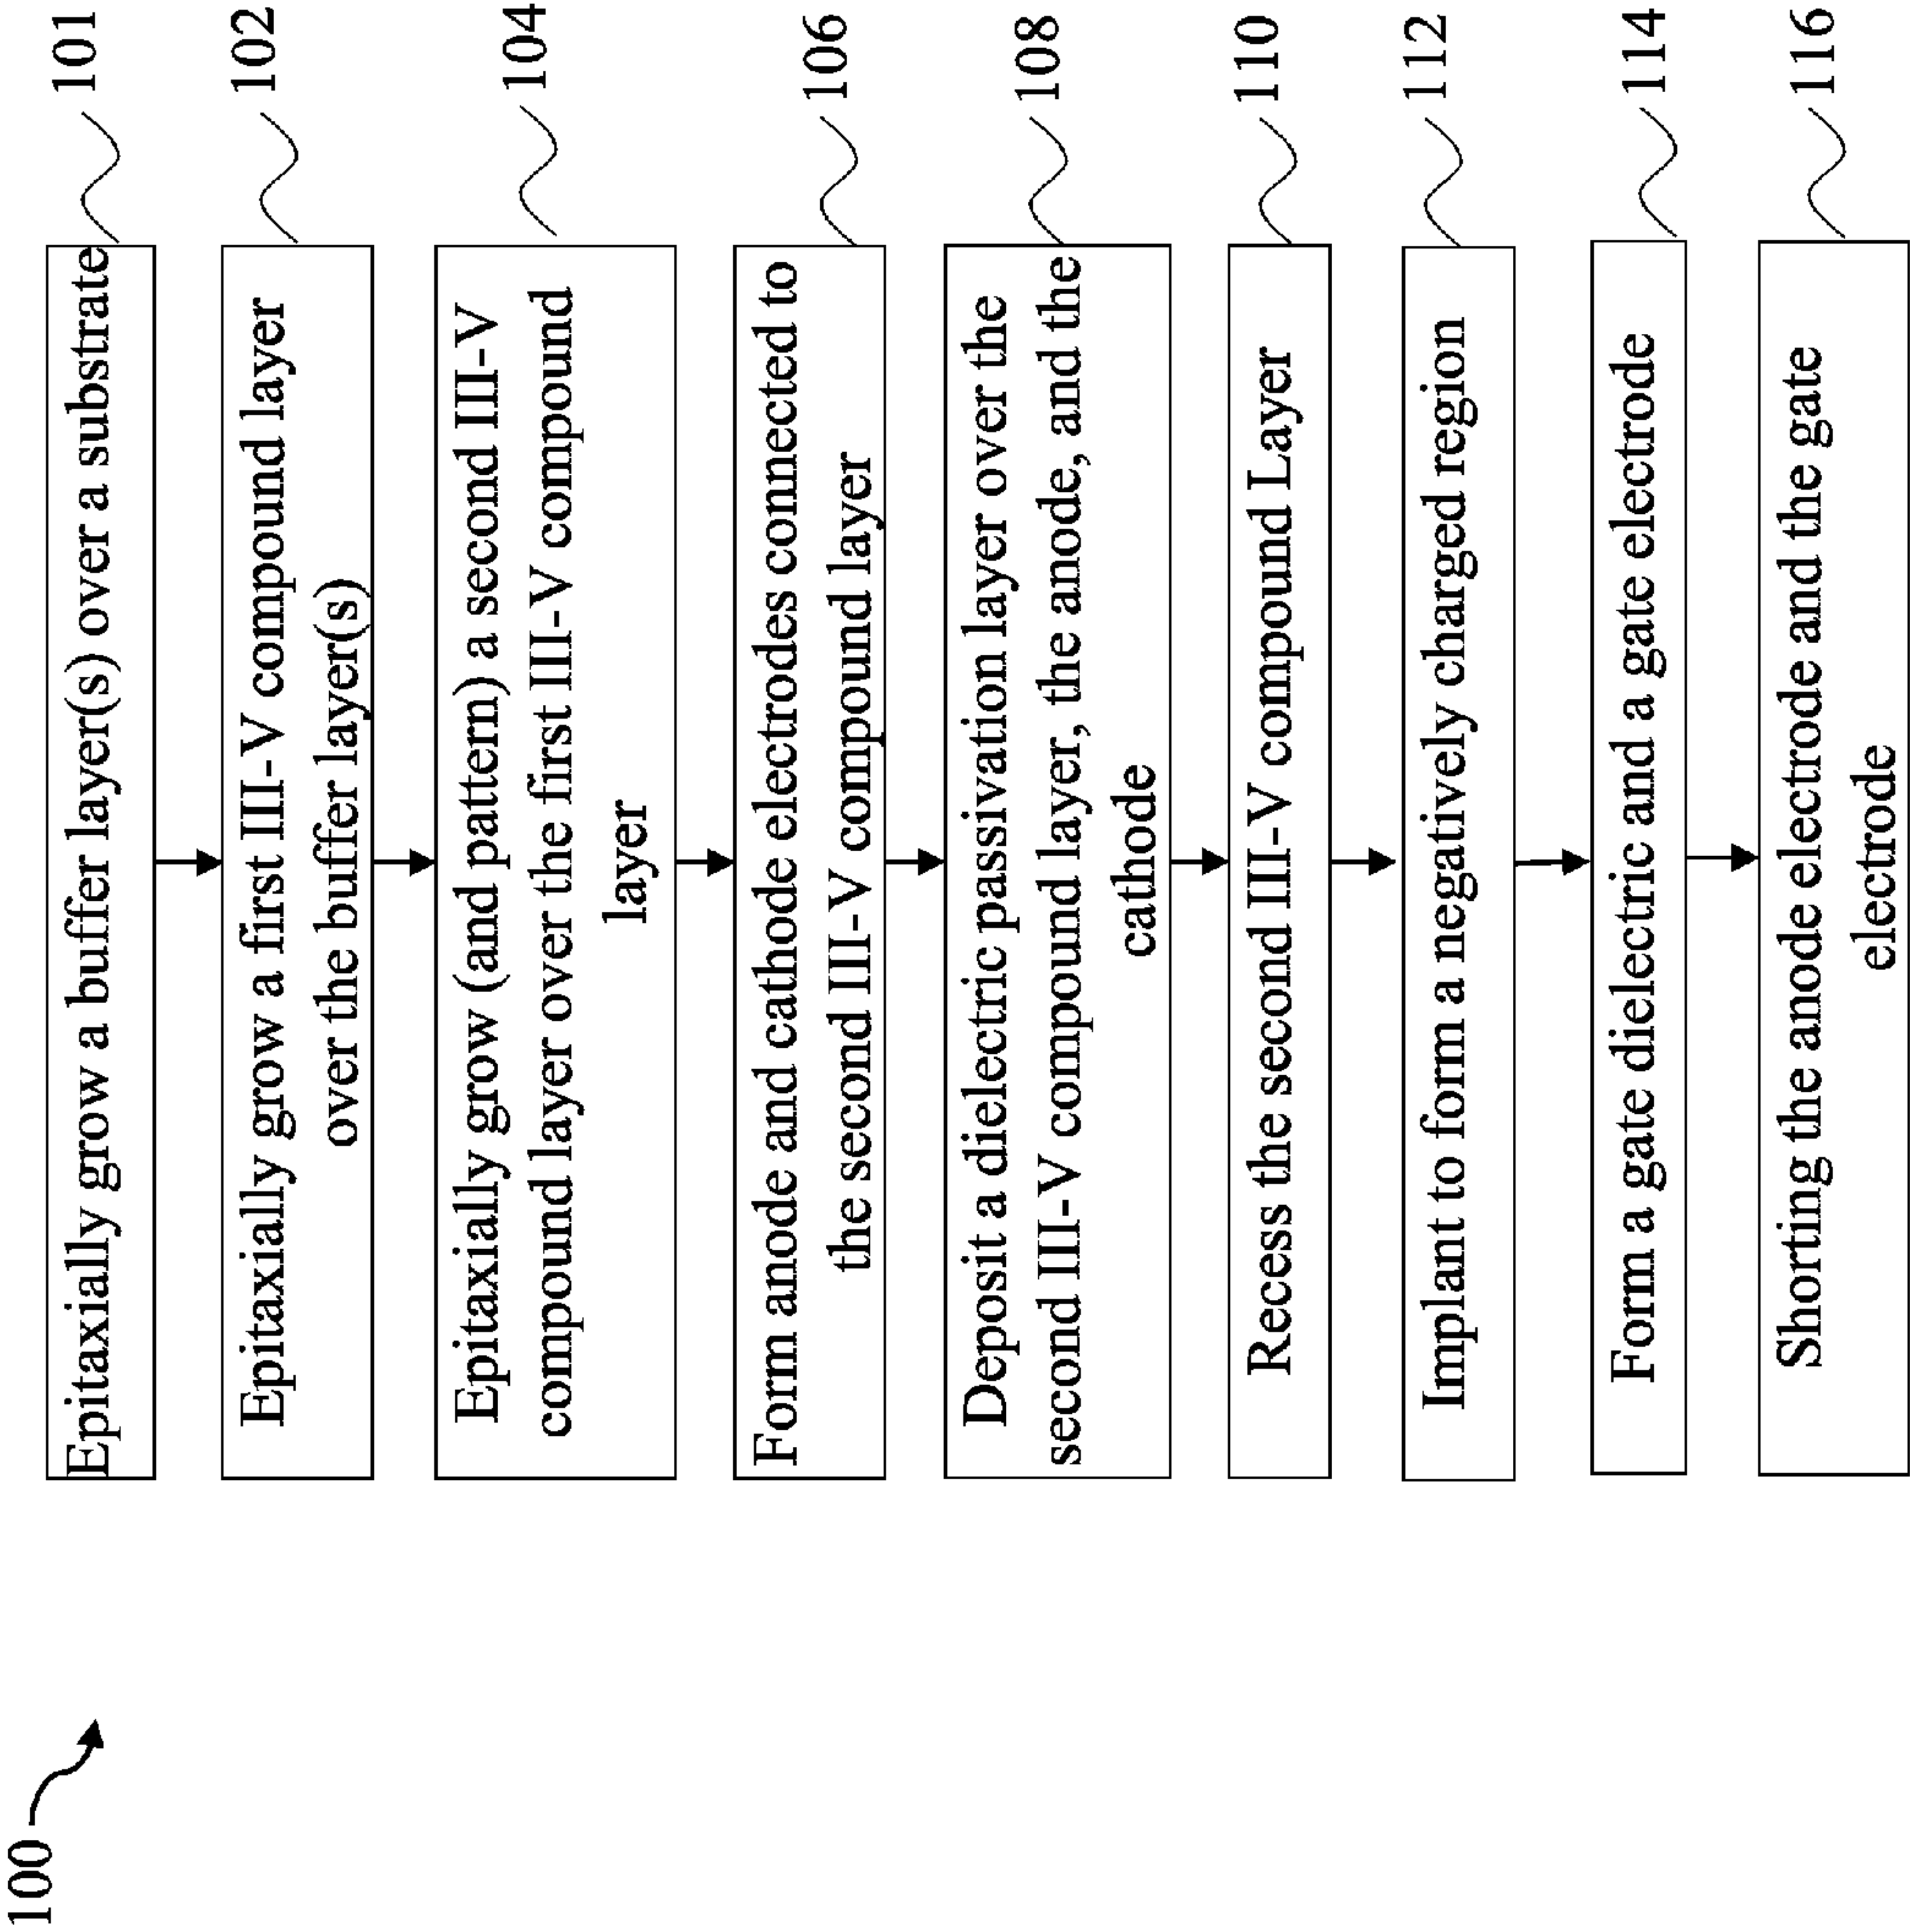 100
Epitaxially grow a buffer layer(s) over a substrate
101
Epitaxially grow a first III-V compound layer
over the buffer layer(s)
102
Epitaxially grow (and pattern) a second III-V
compound layer over the first III-V compound
layer
104
Form anode and cathode electrodes connected to
the second III-V compound layer
106
Deposit a dielectric passivation layer over the
second III-V compound layer, the anode, and the
cathode
108
Recess the second III-V compound Layer
110
Implant to form a negatively charged region
112
Form a gate dielectric and a gate electrode
114
Shorting the anode electrode and the gate
electrode
116